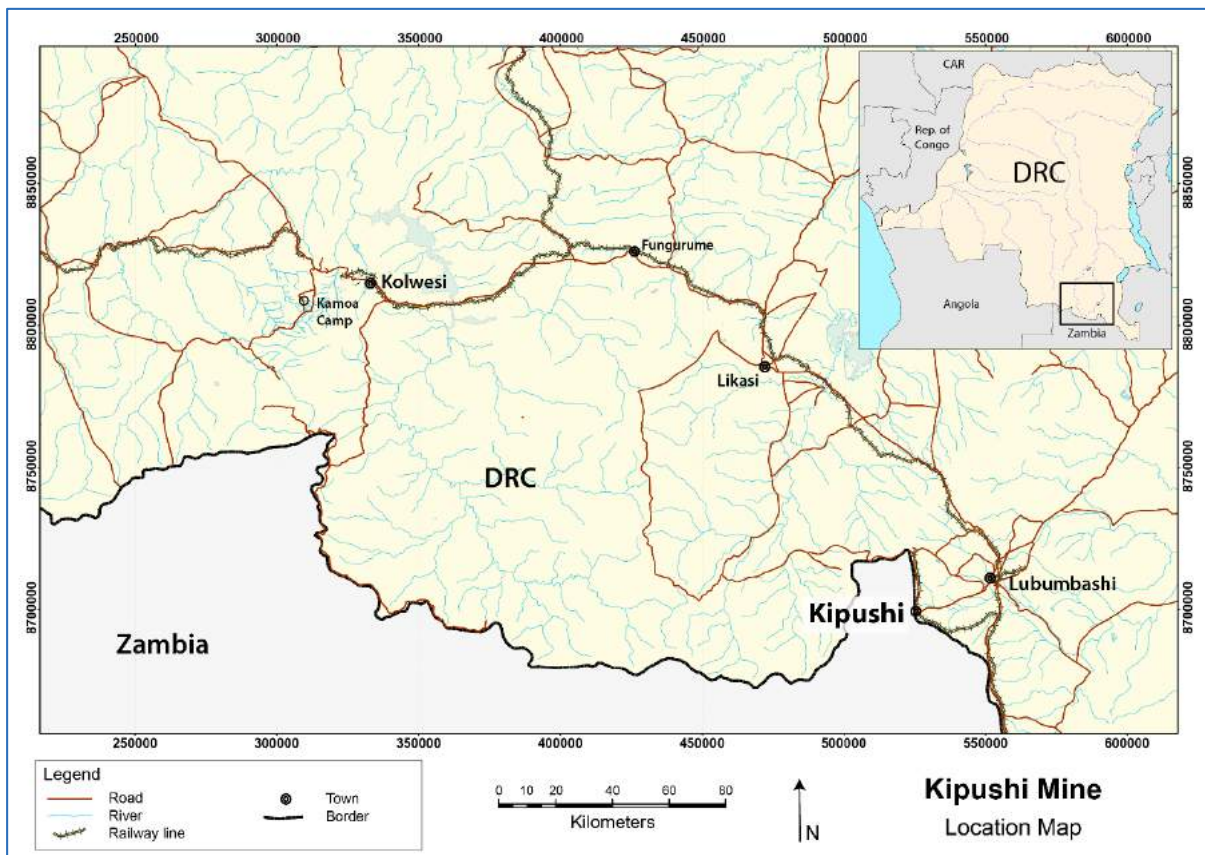 250000 300000 350000 400000 450000 500000 550000 600000
CAR
Rep. of
Congo
DRC
Angola
Zambia
8850000
8850000
Fungurume
Kolwesi
Kamoa
Camp
8800000
8800000
Likasi
DRC
8750000
8750000
Lubumbashi
Kipushi
8700000
8700000
Zambia
250000 300000 350000 400000 450000 500000 550000 600000
Legend
Road
River
Railway line
Town
Border
0 10 20 40 60 80
Kilometers
N
Kipushi Mine
Location Map